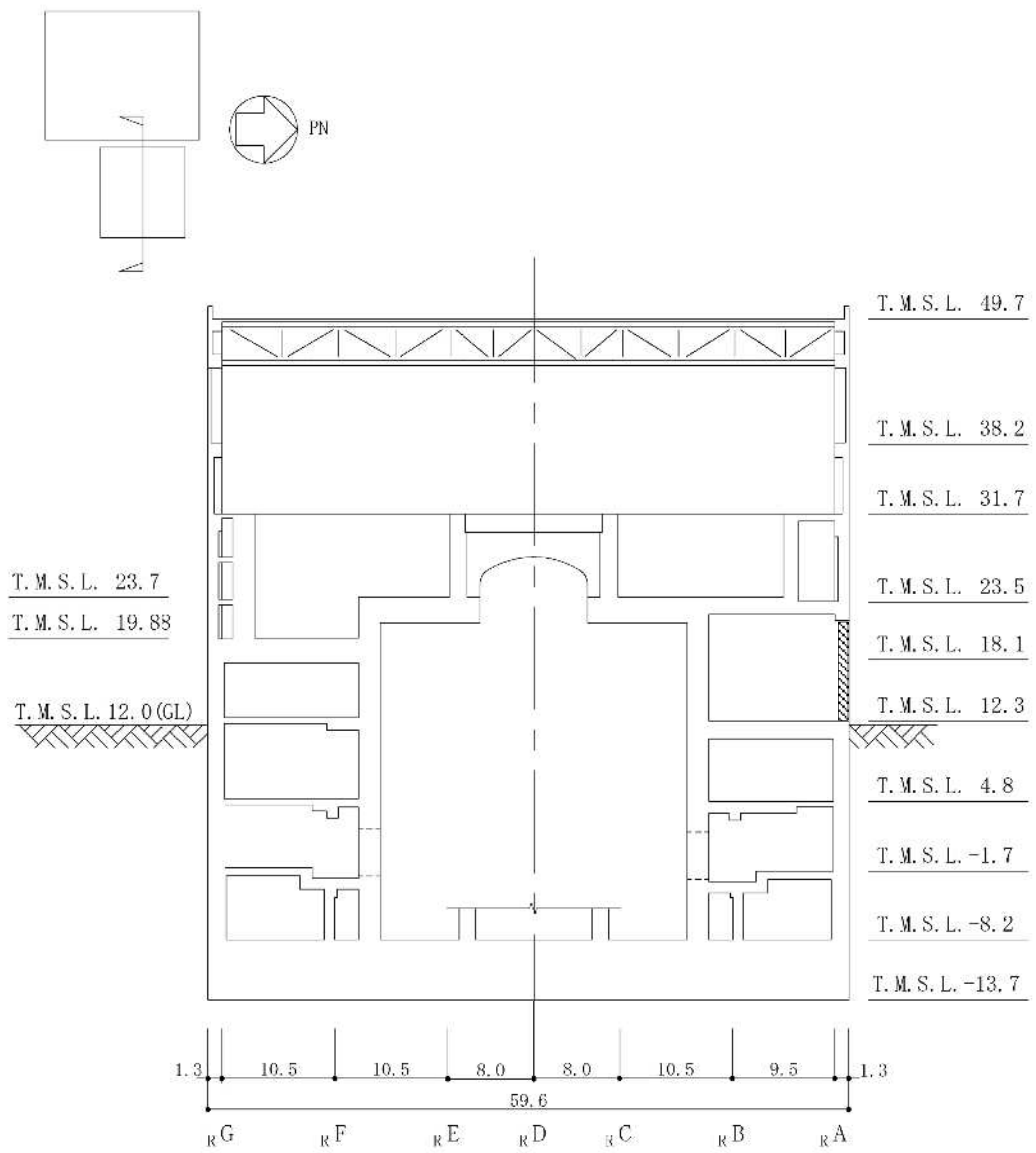 PN
T.M.S.L. 49.7
T.M.S.L. 38.2
T.M.S.L. 31.7
T.M.S.L. 23.7
T.M.S.L. 23.5
T.M.S.L. 19.88
T.M.S.L. 18.1
T.M.S.L. 12.0(GL)
T.M.S.L. 12.3
T.M.S.L. 4.8
T.M.S.L. -1.7
T.M.S.L. -8.2
T.M.S.L. -13.7
1.3 10.5 10.5 8.0 8.0 10.5 9.5 1.3
59.6
RG RF RE RD RC RB RA